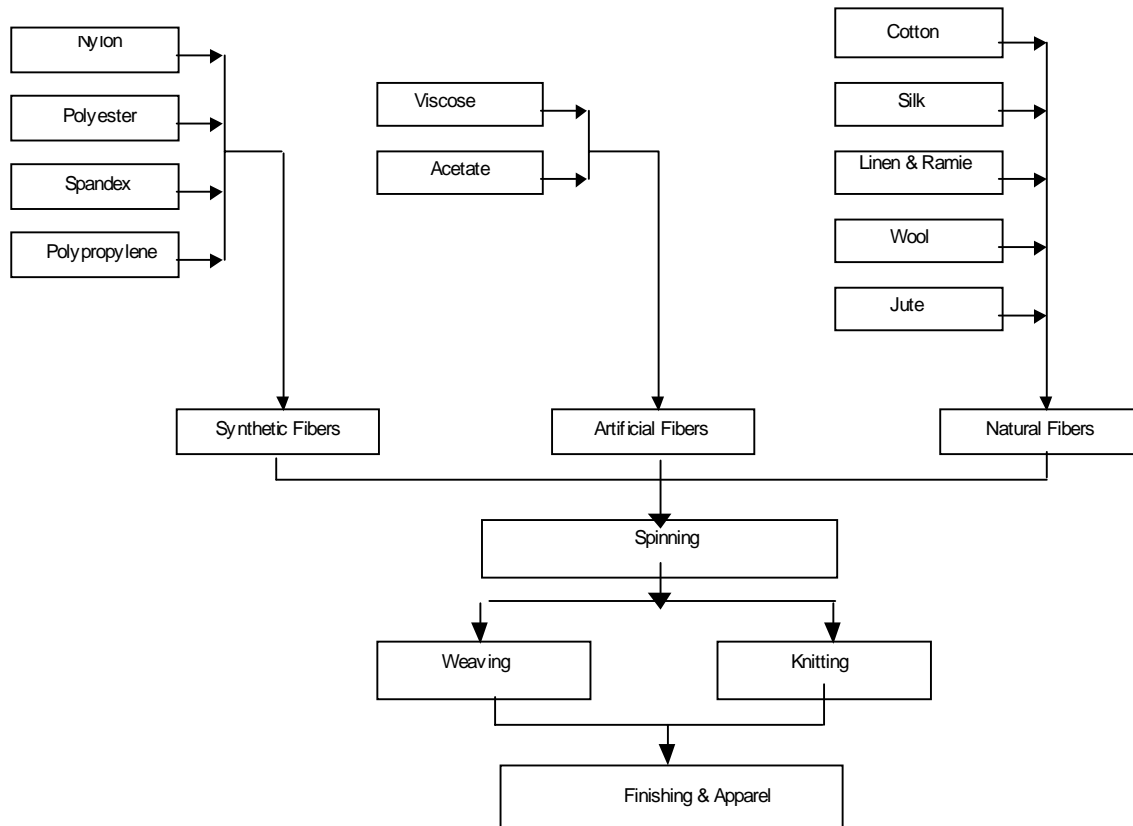 Nylon
Polyester
Spandex
Polypropylene
Viscose
Acetate
Cotton
Silk
Linen & Ramie
Wool
Jute
Synthetic Fibers
Artificial Fibers
Natural Fibers
Spinning
Weaving
Knitting
Finishing & Apparel